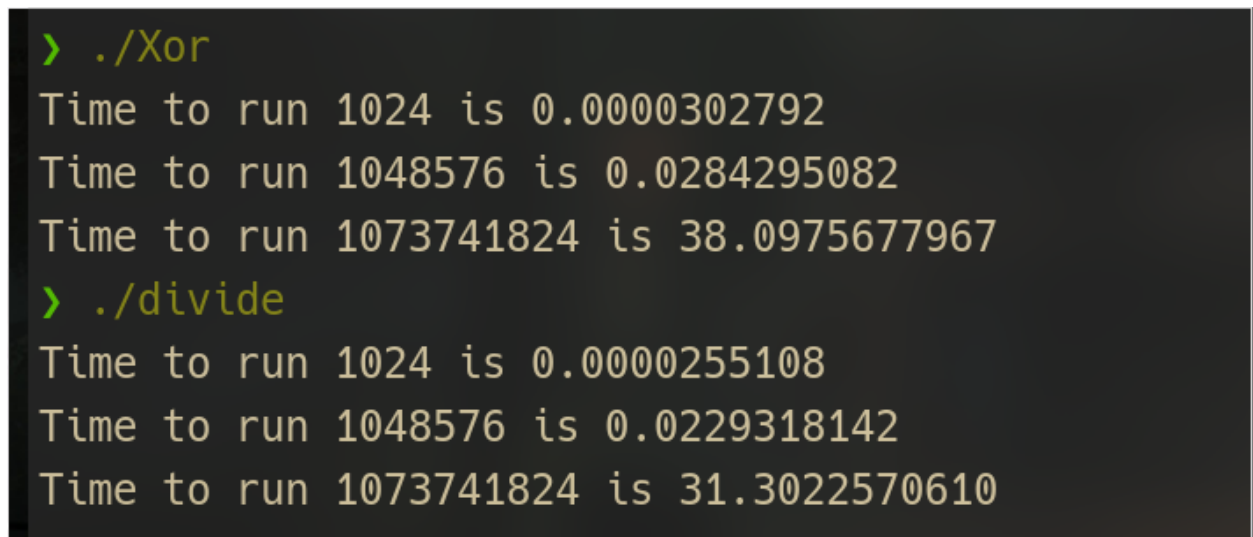 ❯ ./Xor
Time to run 1024 is 0.0000302792
Time to run 1048576 is 0.0284295082
Time to run 1073741824 is 38.0975677967
❯ ./divide
Time to run 1024 is 0.0000255108
Time to run 1048576 is 0.0229318142
Time to run 1073741824 is 31.3022570610